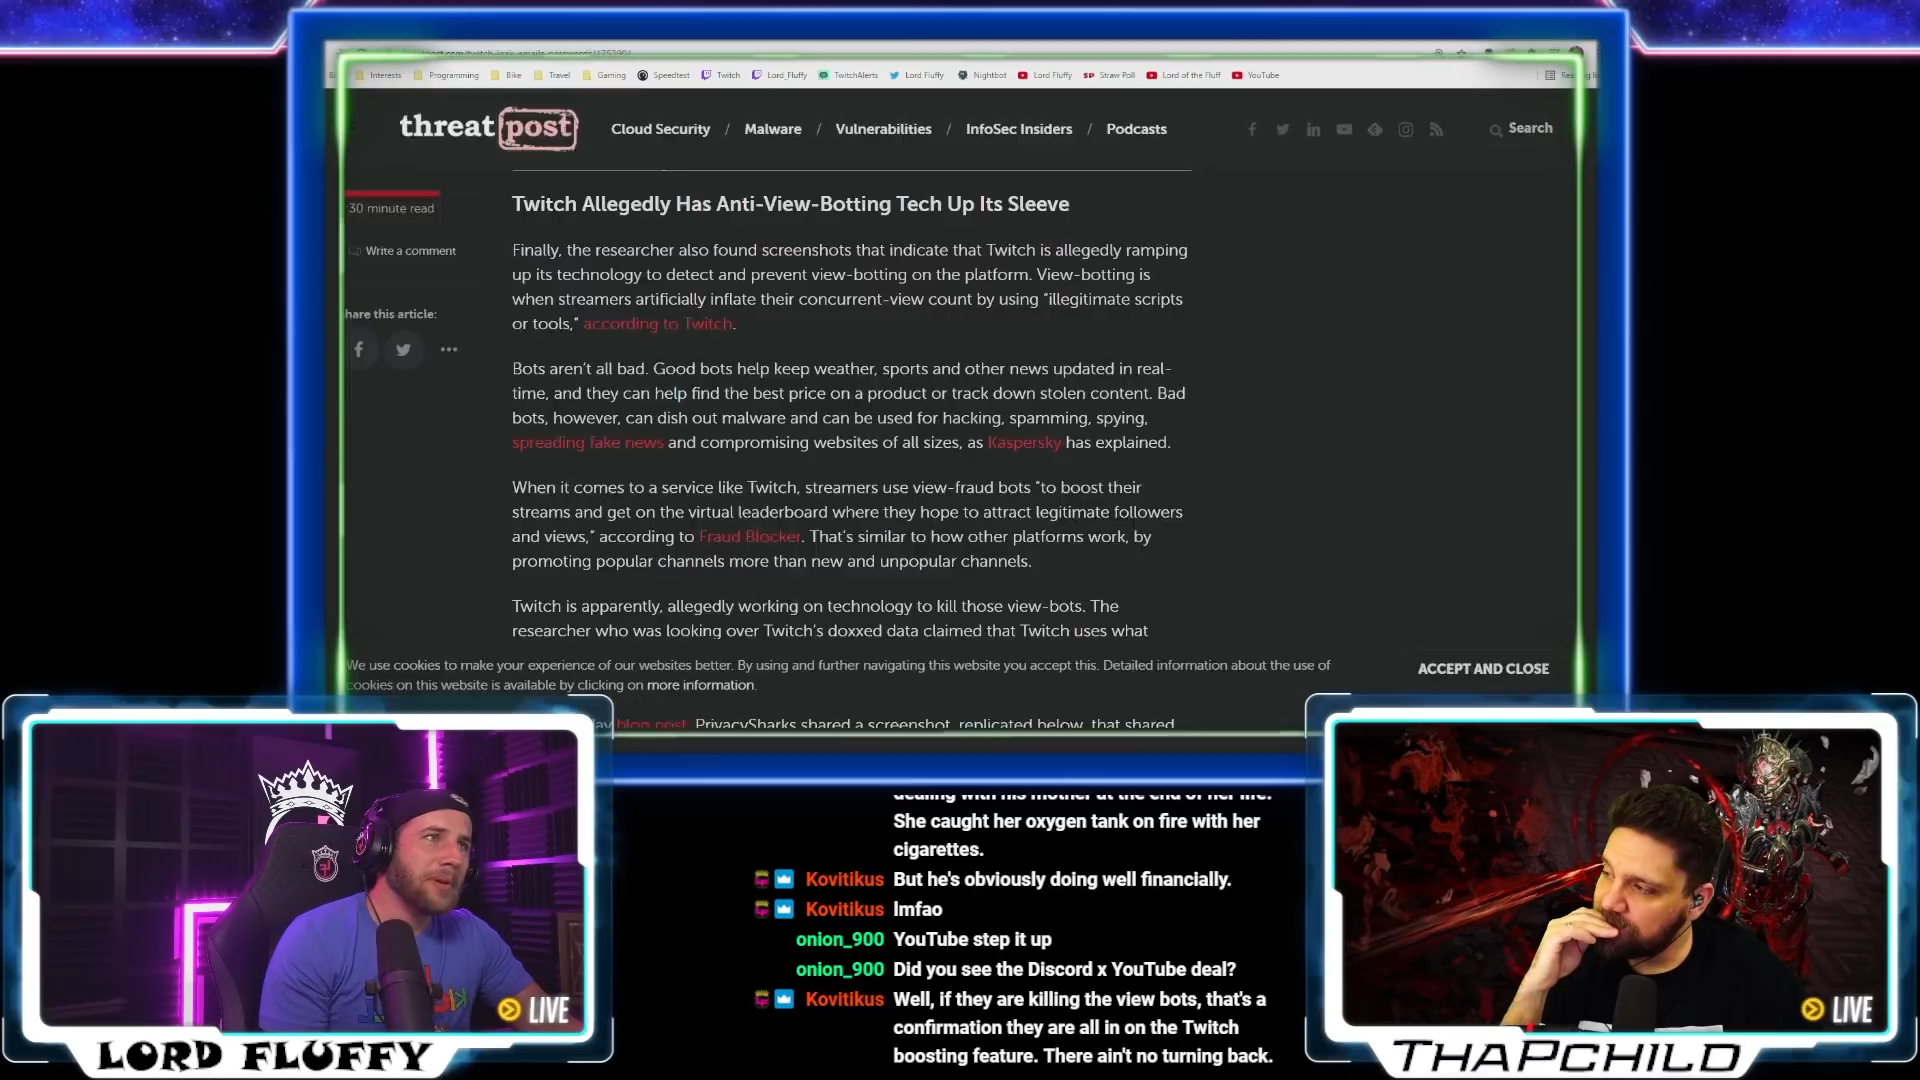 Interests Programming Bike Travel Gaming Speedtest Twitch Lord_Fluffy TwitchAlerts Lord Fluffy Nightbot Lord Fluffy SP Straw Poll Lord of the Fluff YouTube
threatpost Cloud Security / Malware / Vulnerabilities / InfoSec Insiders / Podcasts Search
30 minute read
Write a comment
hare this article:
Twitch Allegedly Has Anti-View-Botting Tech Up Its Sleeve
Finally, the researcher also found screenshots that indicate that Twitch is allegedly ramping
up its technology to detect and prevent view-botting on the platform. View-botting is
when streamers artificially inflate their concurrent-view count by using “illegitimate scripts
or tools,” according to Twitch.
Bots aren’t all bad. Good bots help keep weather, sports and other news updated in real-
time, and they can help find the best price on a product or track down stolen content. Bad
bots, however, can dish out malware and can be used for hacking, spamming, spying,
spreading fake news and compromising websites of all sizes, as Kaspersky has explained.
When it comes to a service like Twitch, streamers use view-fraud bots “to boost their
streams and get on the virtual leaderboard where they hope to attract legitimate followers
and views,” according to Fraud Blocker. That’s similar to how other platforms work, by
promoting popular channels more than new and unpopular channels.
Twitch is apparently, allegedly working on technology to kill those view-bots. The
researcher who was looking over Twitch’s doxxed data claimed that Twitch uses what
We use cookies to make your experience of our websites better. By using and further navigating this website you accept this. Detailed information about the use of
cookies on this website is available by clicking on more information.
ACCEPT AND CLOSE
blog post. PrivacySharks shared a screenshot, replicated below, that shared
dealing with his mother at the end of her life.
She caught her oxygen tank on fire with her
cigarettes.
Kovitikus But he's obviously doing well financially.
Kovitikus lmfao
onion_900 YouTube step it up
onion_900 Did you see the Discord x YouTube deal?
Kovitikus Well, if they are killing the view bots, that's a
confirmation they are all in on the Twitch
boosting feature. There ain't no turning back.
LIVE
LORD FLUFFY
LIVE
THAPCHILD